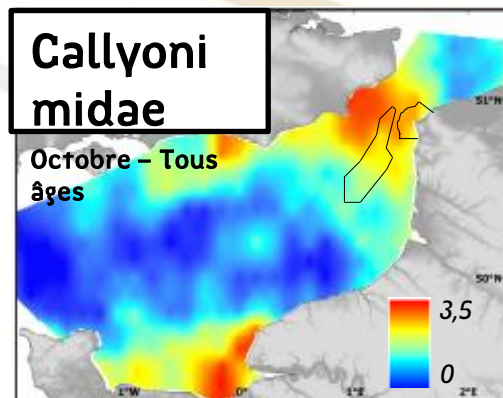 Callyoni
midae
Octobre – Tous
âges
51°N
50°N
3,5
0
1°W
0°
1°E
2°E